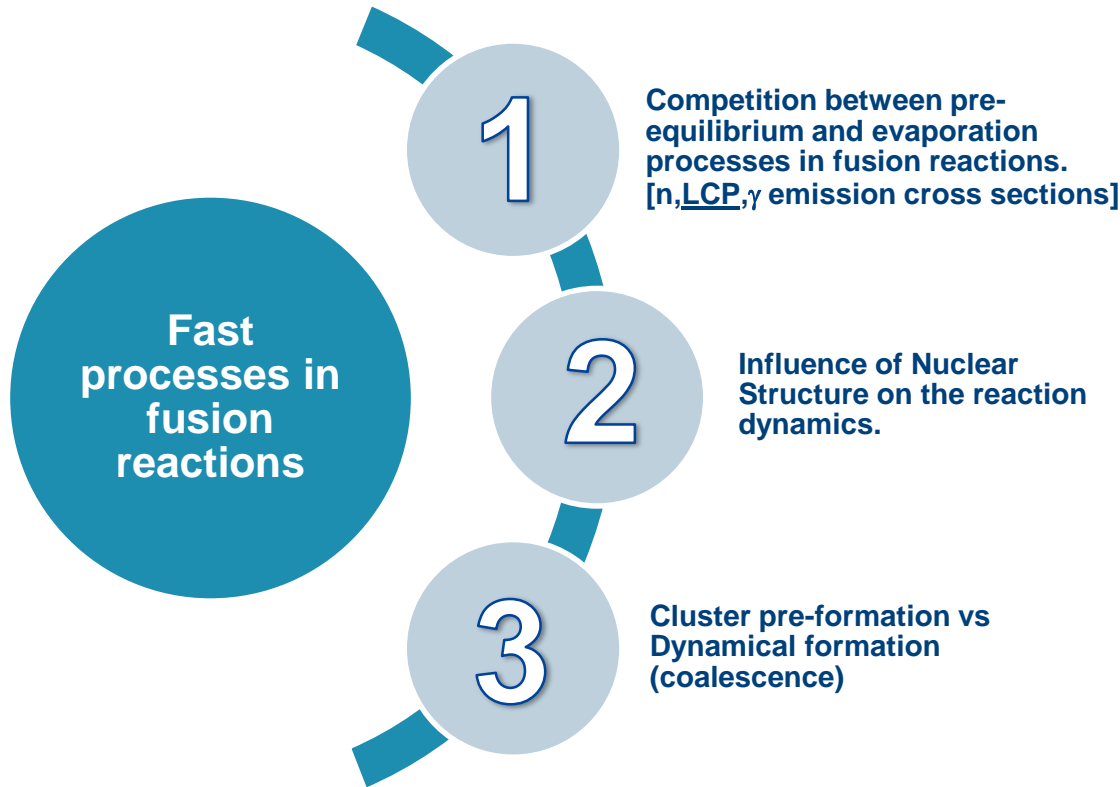 Fast
processes in
fusion
reactions
1
Competition between pre-
equilibrium and evaporation
processes in fusion reactions.
[n,LCP,γ emission cross sections]
2
Influence of Nuclear
Structure on the reaction
dynamics.
3
Cluster pre-formation vs
Dynamical formation
(coalescence)